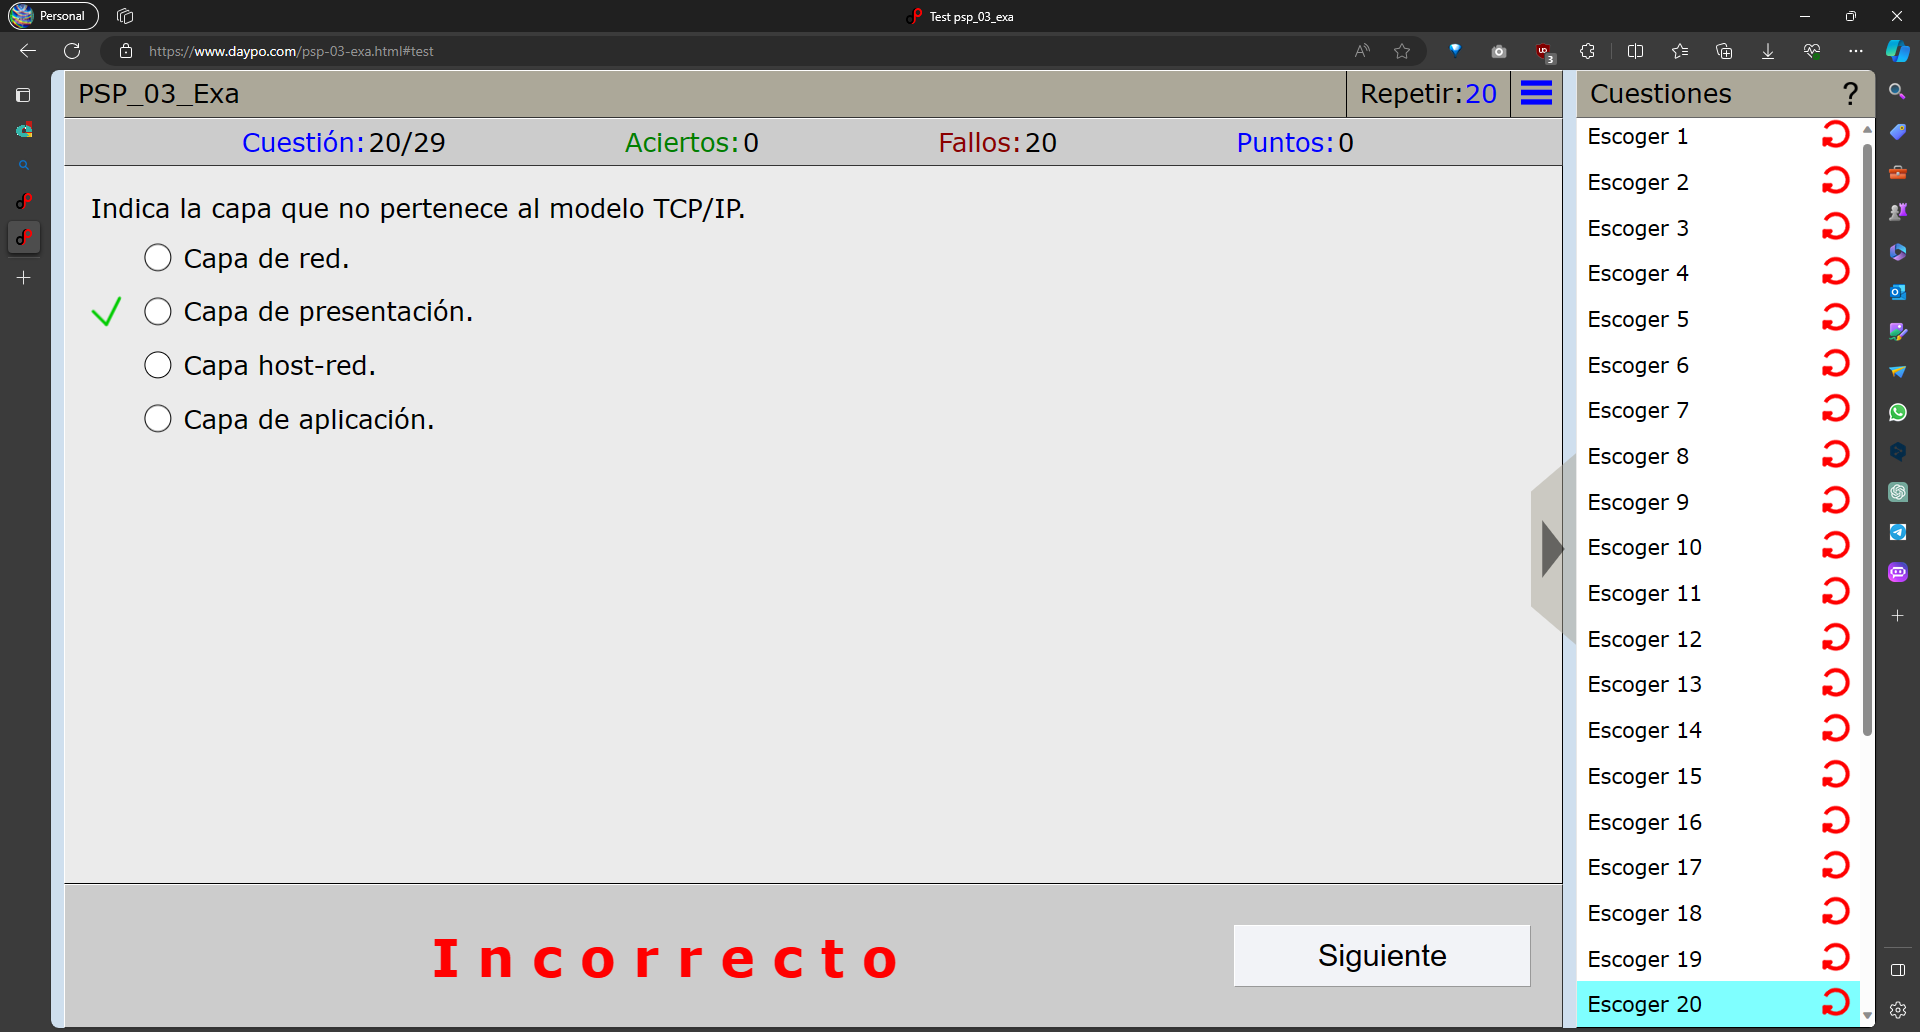 Personal
Test psp_03_exa
https://www.daypo.com/psp-03-exa.html#test
3
PSP_03_Exa
Repetir:20
Cuestión:20/29
Aciertos:0
Fallos:20
Puntos:0
Indica la capa que no pertenece al modelo TCP/IP.
Capa de red.
Capa de presentación.
Capa host-red.
Capa de aplicación.
Incorrecto
Siguiente
Cuestiones
?
Escoger 1
Escoger 2
Escoger 3
Escoger 4
Escoger 5
Escoger 6
Escoger 7
Escoger 8
Escoger 9
Escoger 10
Escoger 11
Escoger 12
Escoger 13
Escoger 14
Escoger 15
Escoger 16
Escoger 17
Escoger 18
Escoger 19
Escoger 20